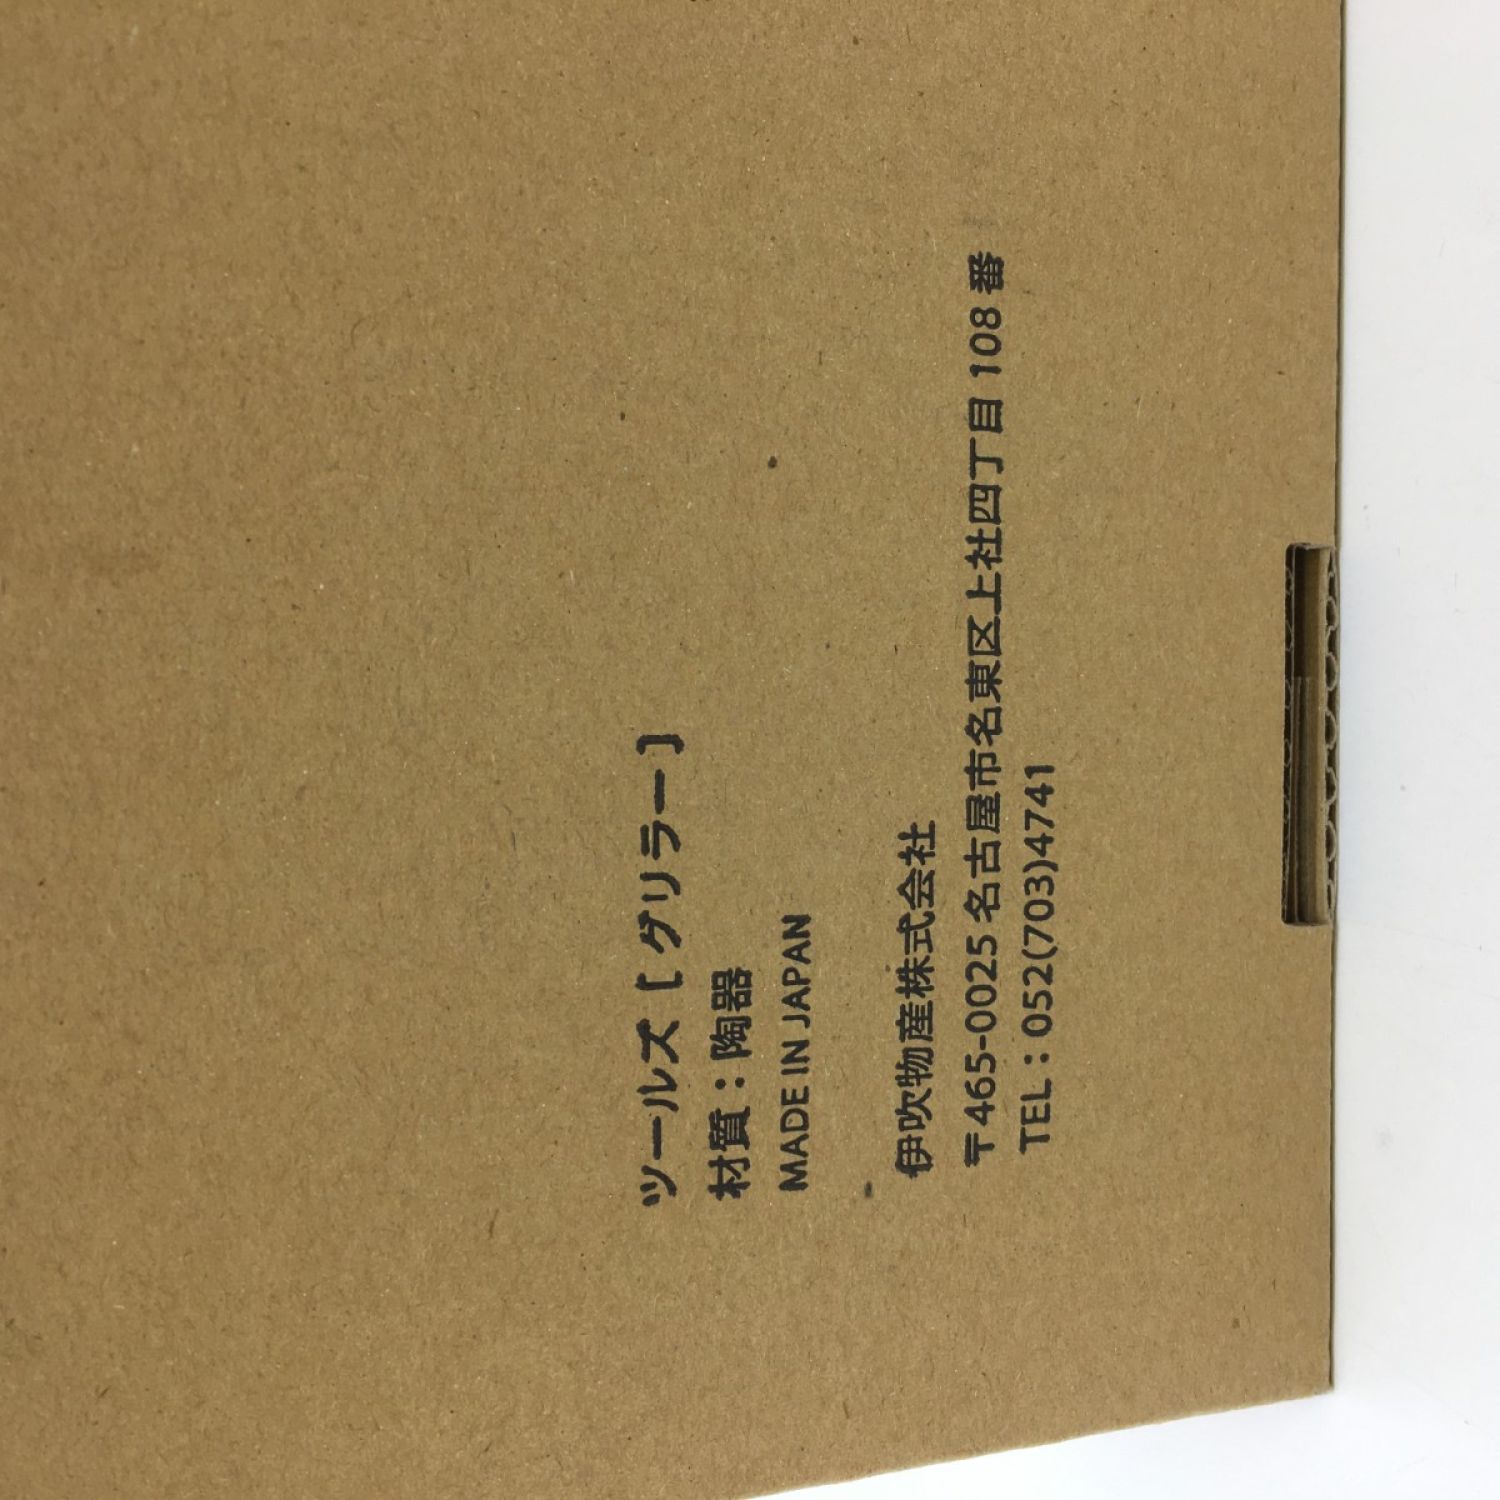 ツールズ [ グリラー ]
材質：陶器
MADE IN JAPAN
伊吹物産株式会社
〒465-0025 名古屋市名東区上社四丁目 108 番
TEL：052(703)4741